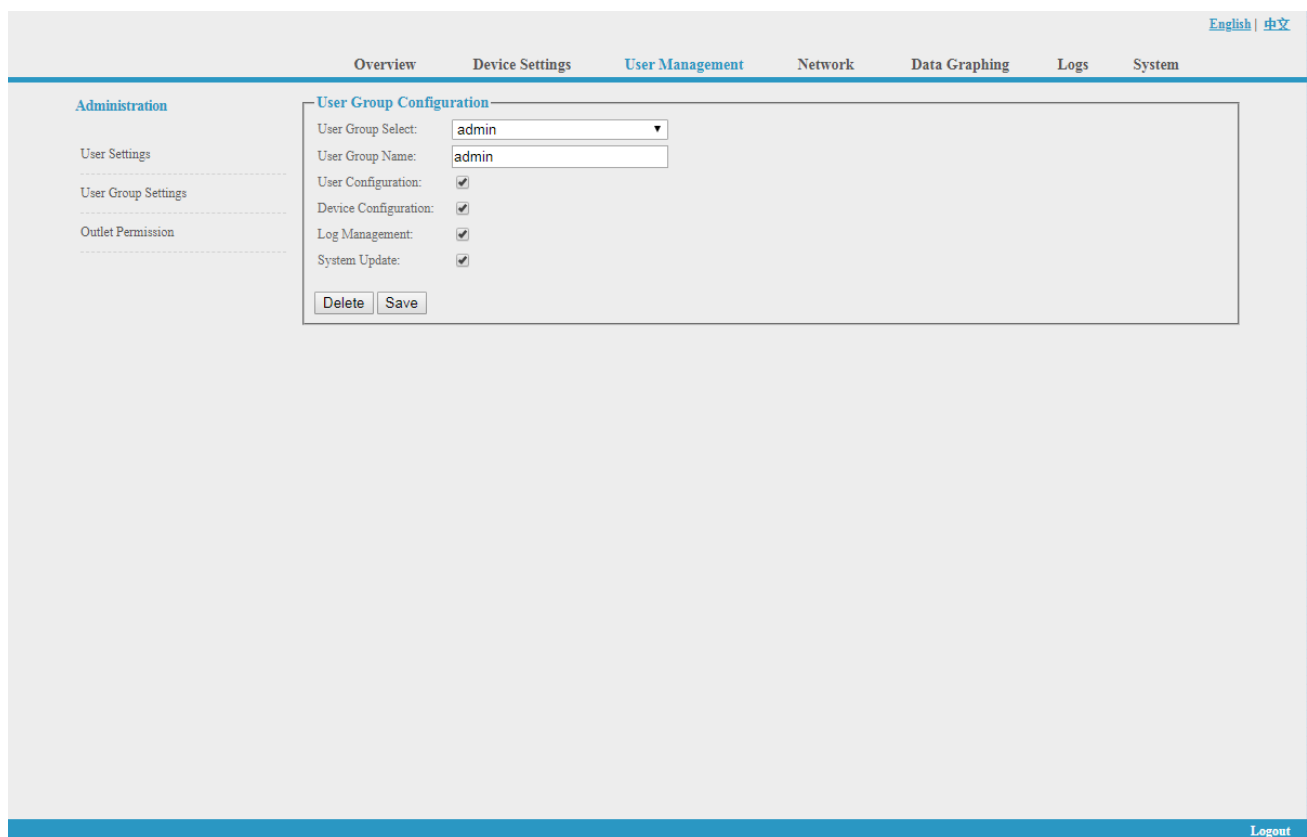 English | 中文
Overview Device Settings User Management Network Data Graphing Logs System
Administration
User Settings
User Group Settings
Outlet Permission
User Group Configuration
User Group Select: admin
User Group Name: admin
User Configuration:
Device Configuration:
Log Management:
System Update:
Delete Save
Logout